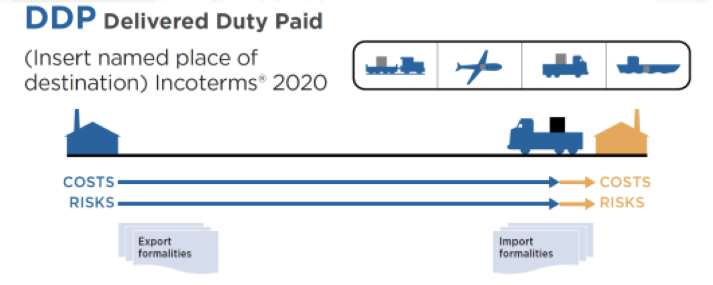 DDP Delivered Duty Paid
(Insert named place of
destination) Incoterms® 2020
COSTS COSTS
RISKS RISKS
Export
formalities
Import
formalities